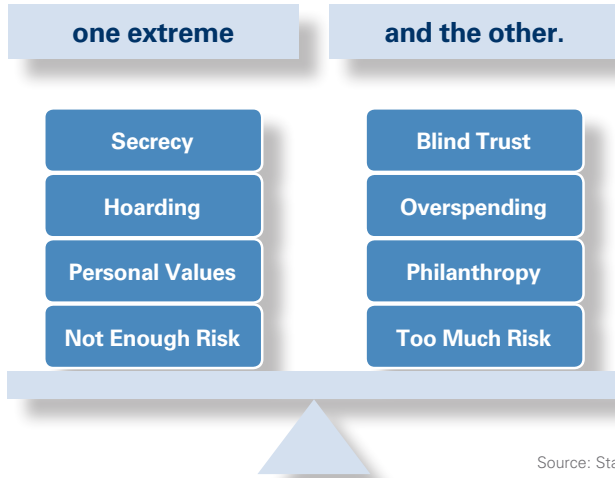 one extreme
and the other.
Secrecy
Blind Trust
Hoarding
Overspending
Personal Values
Philanthropy
Not Enough Risk
Too Much Risk
Source: